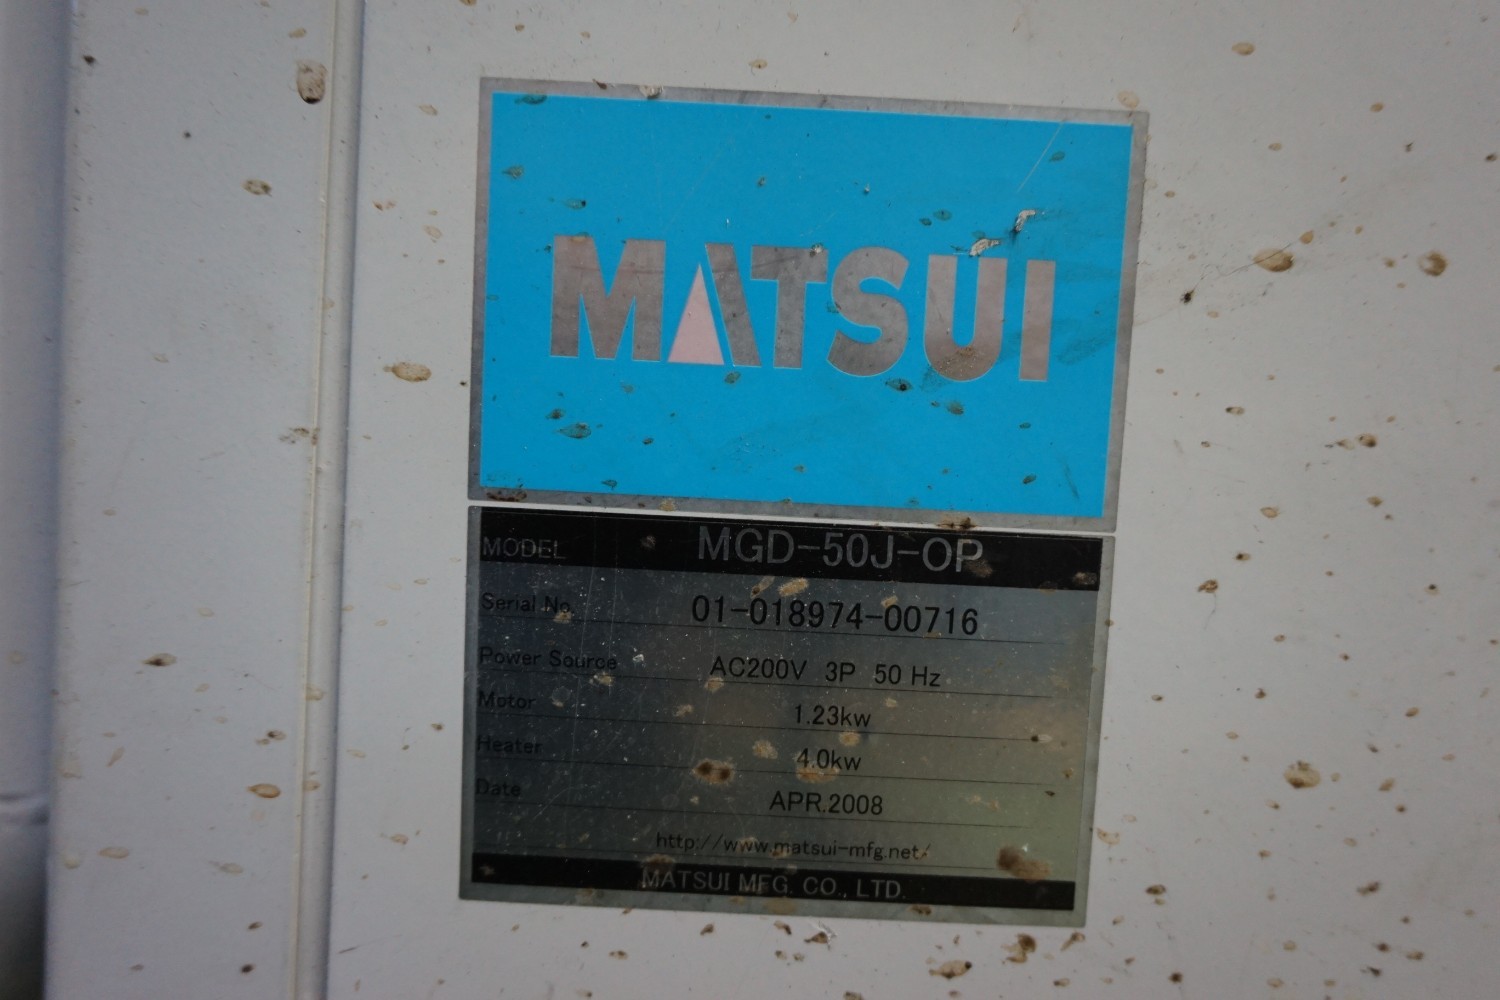 MATSUI
MODEL MGD-50J-OP
Serial No. 01-018974-00716
Power Source AC200V 3P 50 Hz
Motor 1.23kw
Heater 4.0kw
Date APR.2008
http://www.matsui-mfg.net/
MATSUI MFG. CO., LTD.